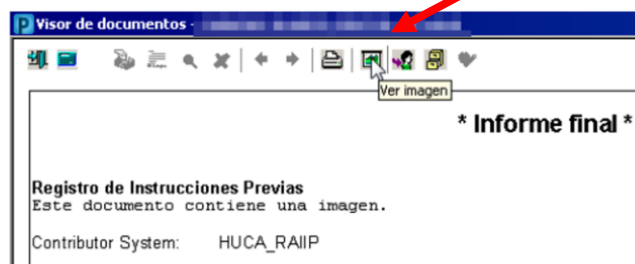 Visor de documentos -
Ver imagen
* Informe final *
Registro de Instrucciones Previas
Este documento contiene una imagen.
Contributor System: HUCA_RAIIP